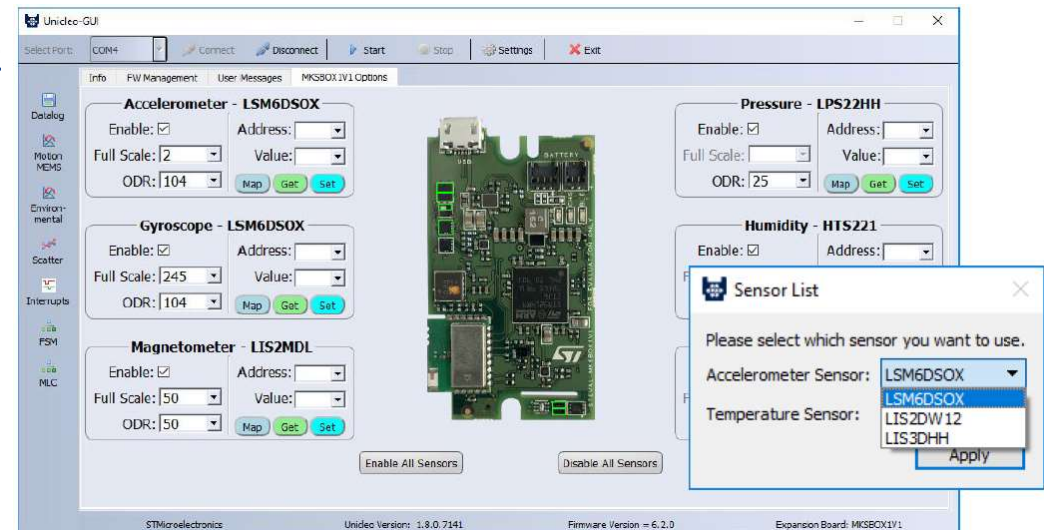 Unicleo-GUI
Select Port: COM4 Connect Disconnect Start Stop Settings Exit
Info FW Management User Messages MKSBOX1V1 Options
Datalog
Motion MEMS
Environ-
mental
Scatter
Interrupts
FSM
MLC
Accelerometer - LSM6DSOX
Enable: Address:
Full Scale: 2 Value:
ODR: 104 Map Get Set
Gyroscope - LSM6DSOX
Enable: Address:
Full Scale: 245 Value:
ODR: 104 Map Get Set
Magnetometer - LIS2MDL
Enable: Address:
Full Scale: 50 Value:
ODR: 50 Map Get Set
USB BATTERY
Pressure - LPS22HH
Enable: Address:
Full Scale: Value:
ODR: 25 Map Get Set
Humidity - HTS221
Enable: Address:
Sensor List
Please select which sensor you want to use.
Accelerometer Sensor: LSM6DSOX
LSM6DSOX
Temperature Sensor: LIS2DW12
LIS3DHH
Apply
Enable All Sensors Disable All Sensors
STMicroelectronics Unicleo Version: 1.8.0.7141 Firmware Version = 6.2.0 Expansion Board: MKSBOX1V1